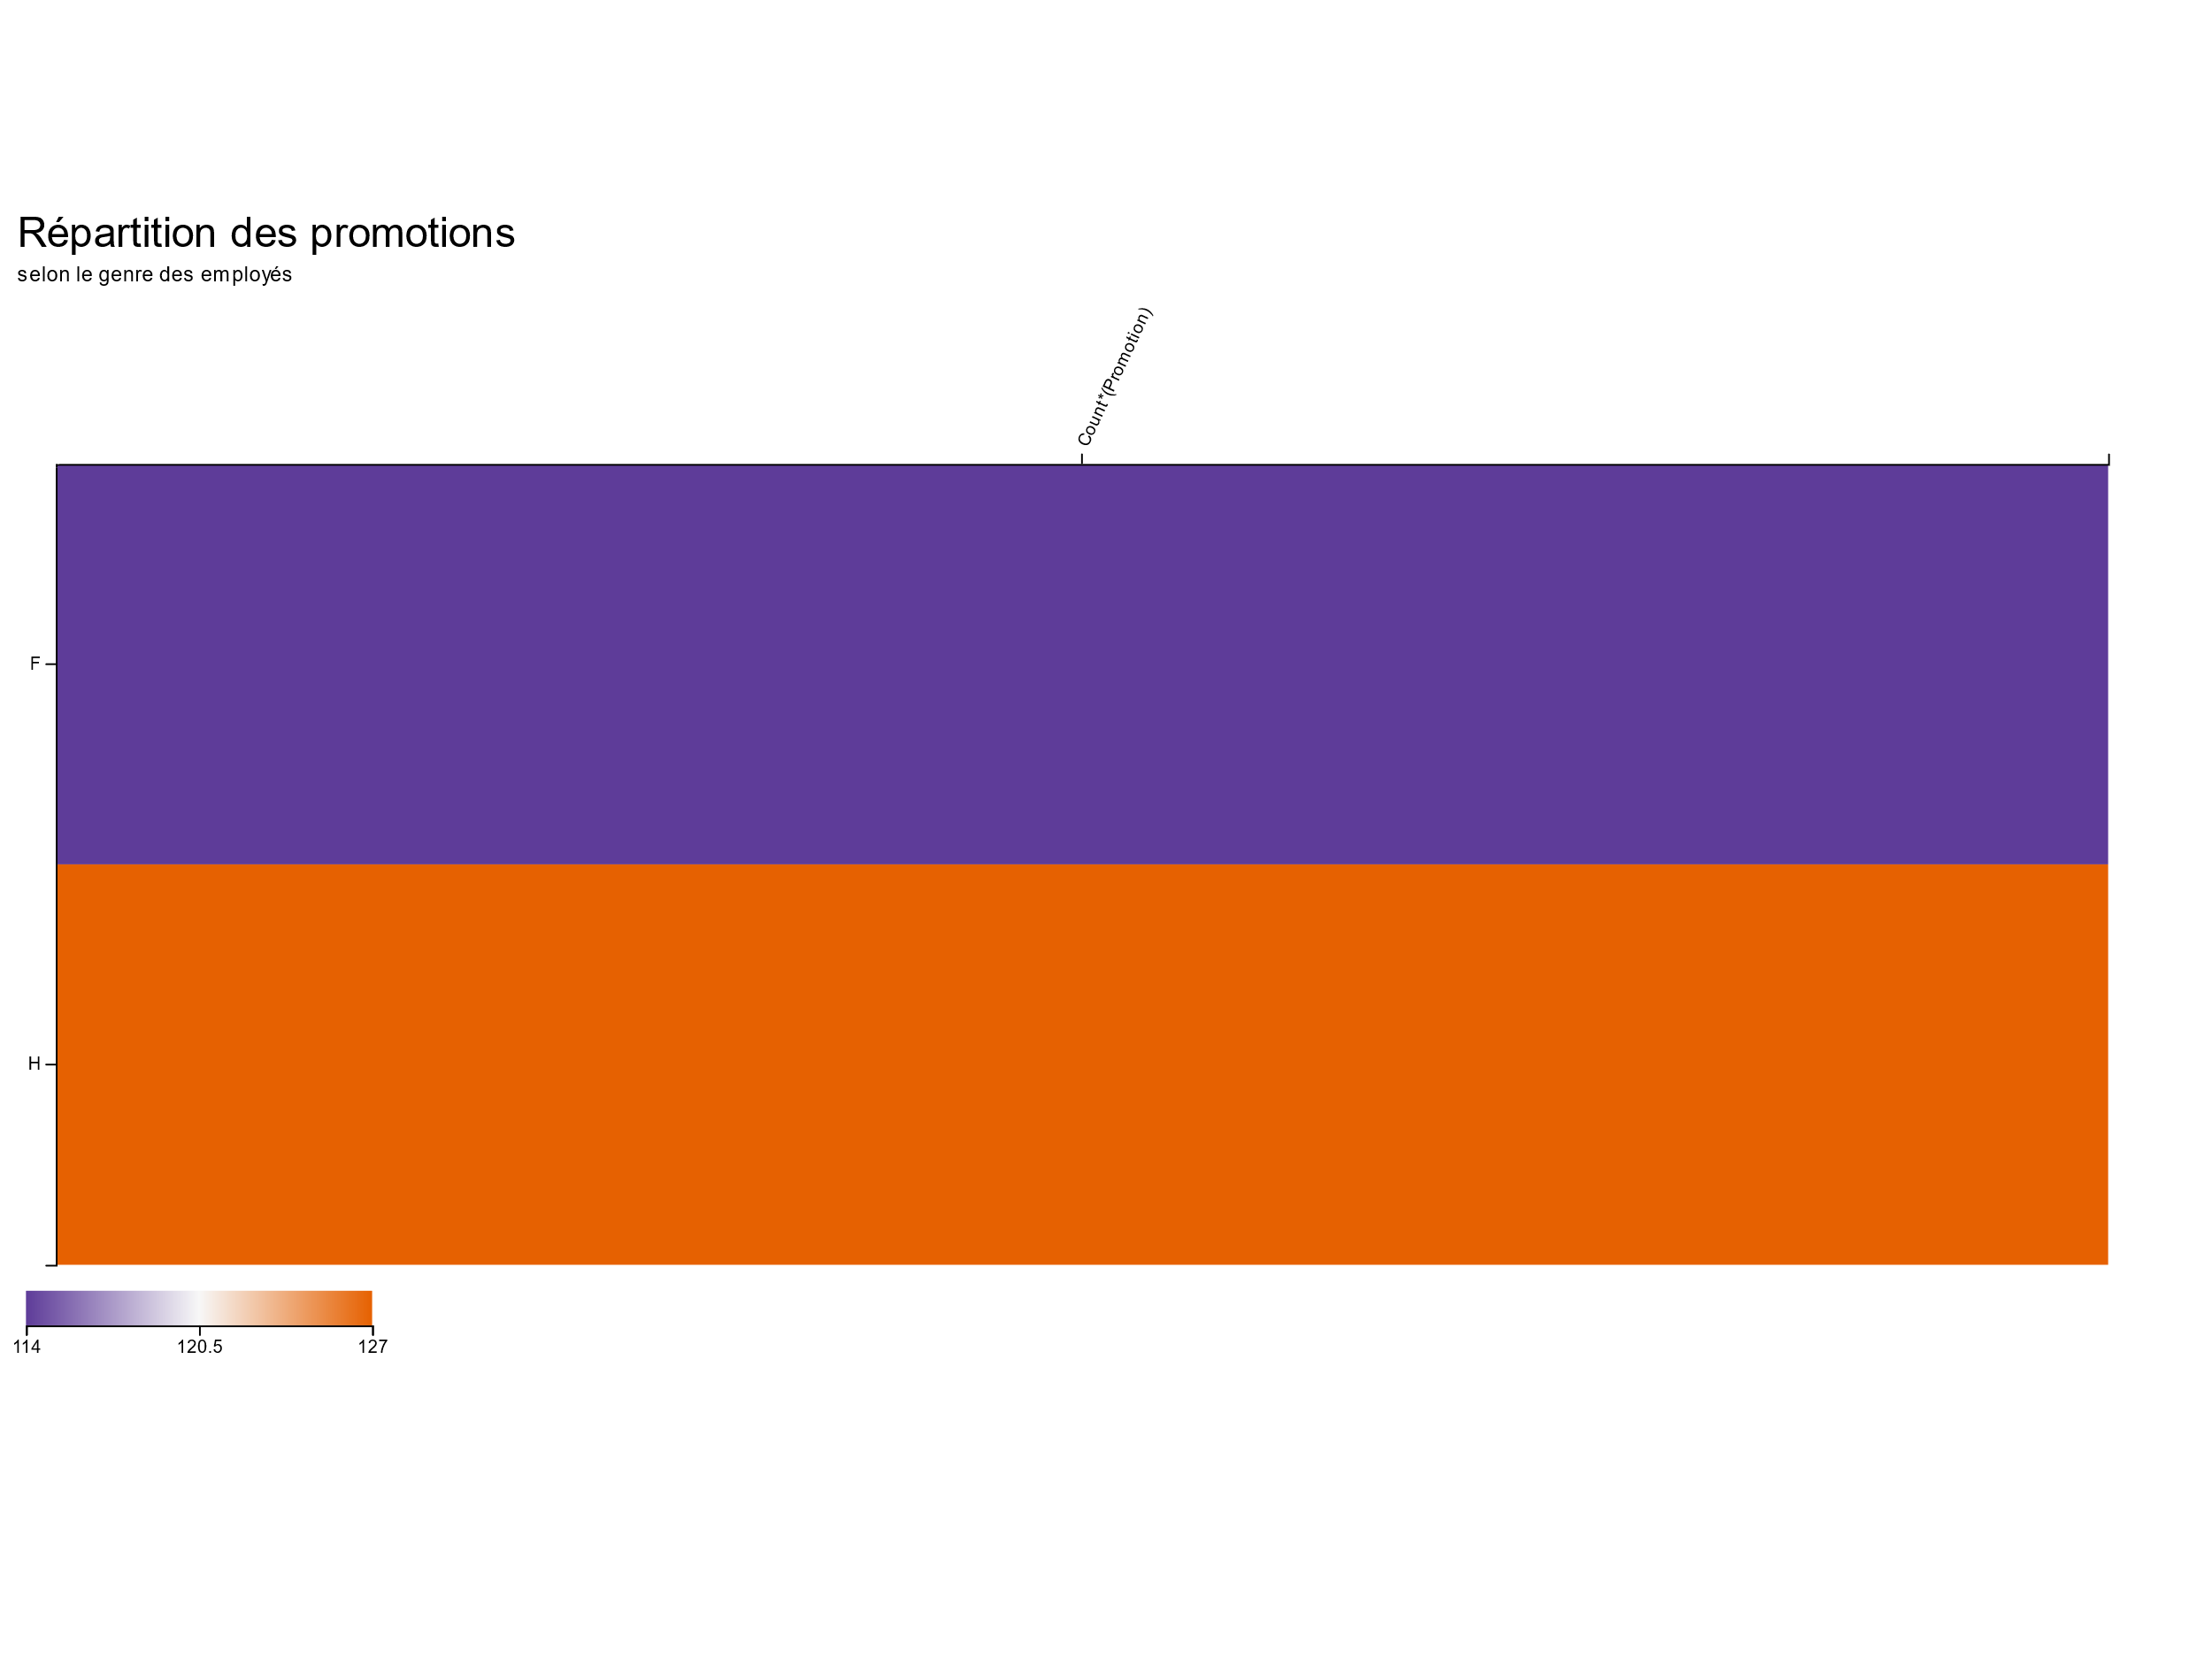 Répartition des promotions
selon le genre des employés
Count*(Promotion)
F
H
114
120.5
127